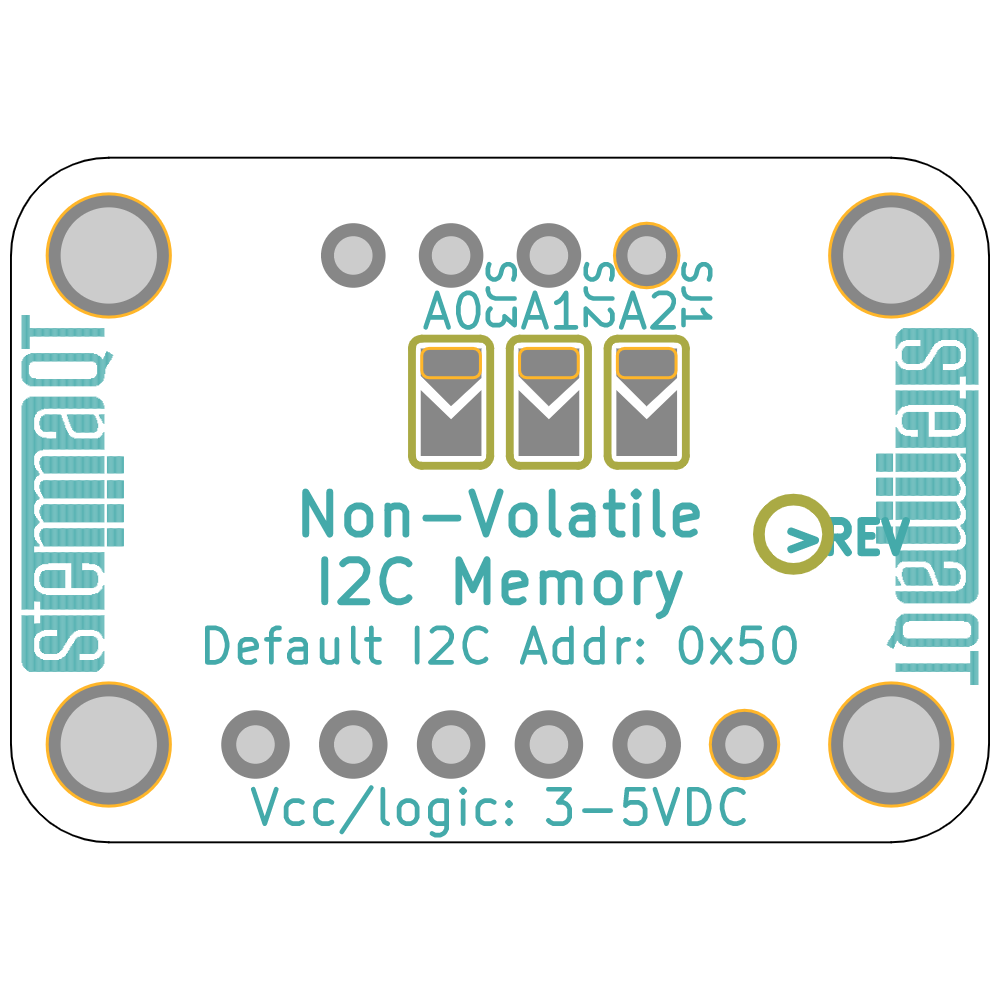 SJ3 SJ2 SJ1
A0 A1 A2
stemmaQT
stemmaQT
Non-Volatile
>REV
I2C Memory
Default I2C Addr: 0x50
Vcc/logic: 3-5VDC